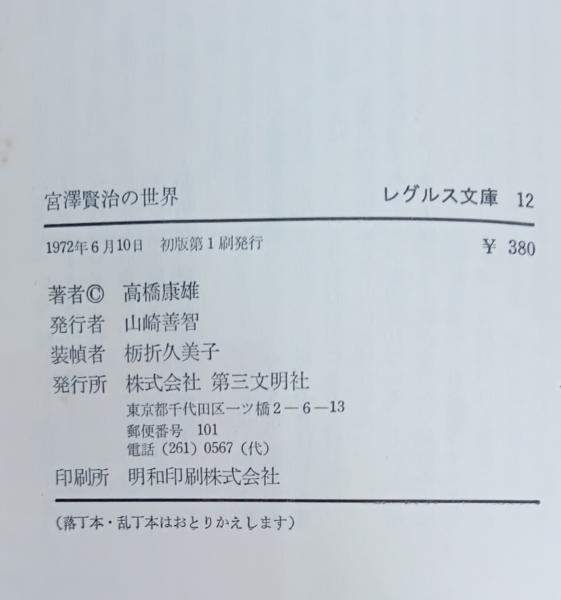 宮澤賢治の世界 レグルス文庫 12
1972年6月10日 初版第1刷発行 ¥ 380
著者© 高橋康雄
発行者 山崎善智
装幀者 栃折久美子
発行所 株式会社 第三文明社
東京都千代田区一ツ橋2−6−13
郵便番号 101
電話 (261) 0567 (代)
印刷所 明和印刷株式会社
(落丁本・乱丁本はおとりかえします)